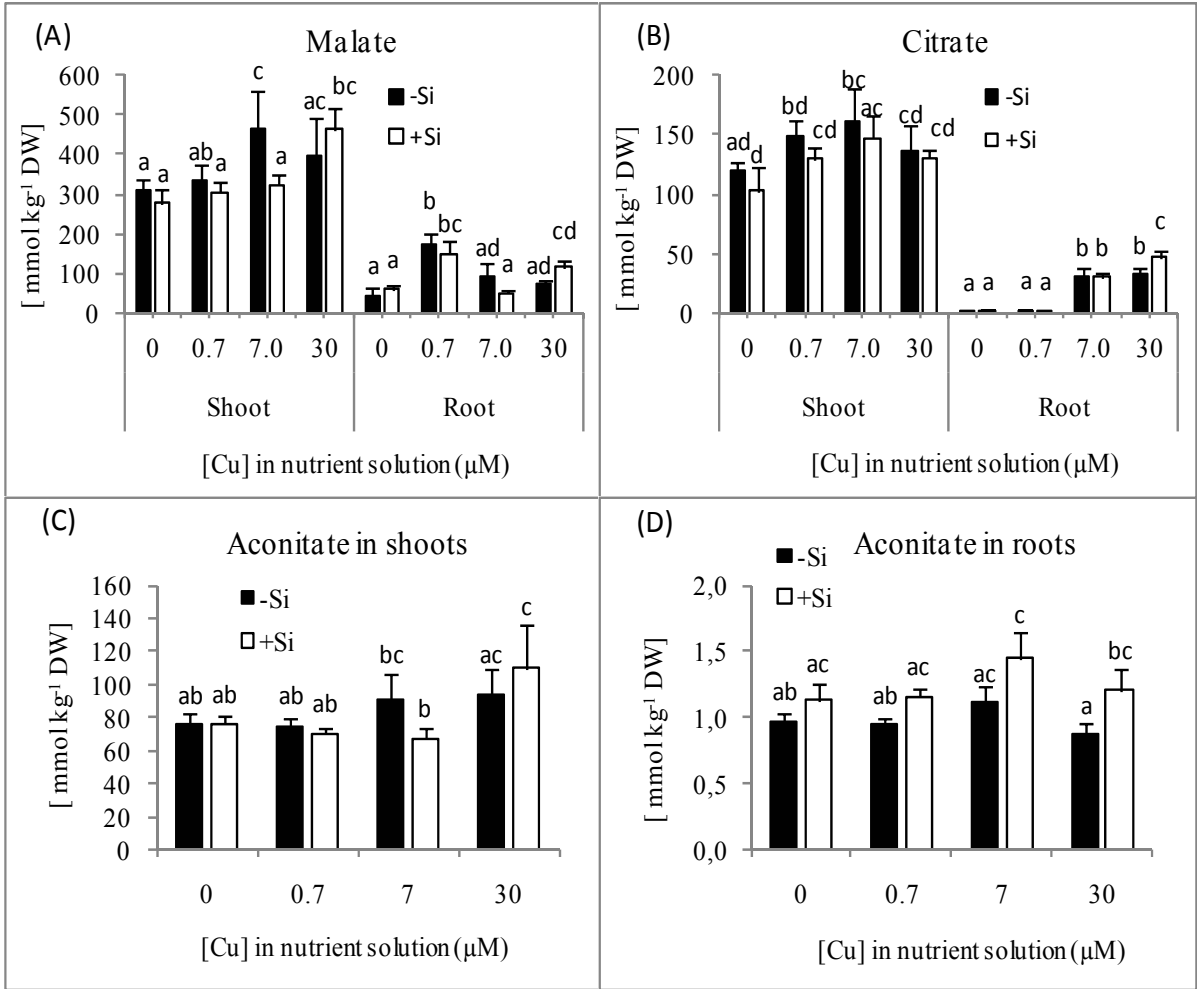 (A)
Malate
[ mmol kg⁻¹ DW]
600
500
400
300
200
100
0
-Si
+Si
a a ab a c a ac bc a a b bc ad a ad cd
0 0.7 7.0 30 0 0.7 7.0 30
Shoot Root
[Cu] in nutrient solution (µM)
(B)
Citrate
[ mmol kg⁻¹ DW]
200
150
100
50
0
-Si
+Si
ad d bd cd bc ac cd cd a a a a b b b c
0 0.7 7.0 30 0 0.7 7.0 30
Shoot Root
[Cu] in nutrient solution (µM)
(C)
Aconitate in shoots
[ mmol kg⁻¹ DW]
160
140
120
100
80
60
40
20
0
-Si
+Si
ab ab ab ab bc b ac c
0 0.7 7 30
[Cu] in nutrient solution (µM)
(D)
Aconitate in roots
[ mmol kg⁻¹ DW]
2,0
1,5
1,0
0,5
0,0
-Si
+Si
ab ac ab ac ac c a bc
0 0.7 7 30
[Cu] in nutrient solution (µM)